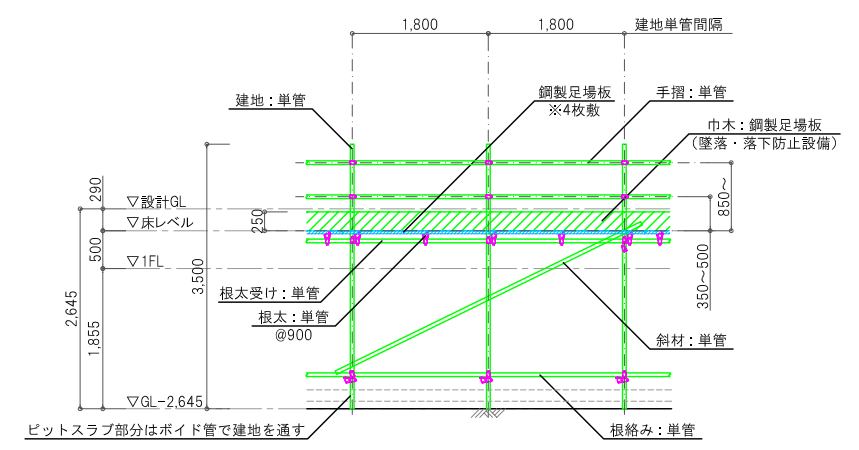 1,800
1,800
建地単管間隔
建地：単管
鋼製足場板
※4枚敷
手摺：単管
巾木：鋼製足場板
（墜落・落下防止設備）
290
▽設計GL
▽床レベル
250
850～
500
▽1FL
3,500
350～500
根太受け：単管
2,645
1,855
根太：単管
@900
斜材：単管
▽GL-2,645
ピットスラブ部分はボイド管で建地を通す
根絡み：単管